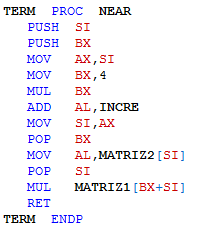 TERM PROC NEAR
PUSH SI
PUSH BX
MOV AX,SI
MOV BX,4
MUL BX
ADD AL,INCRE
MOV SI,AX
POP BX
MOV AL,MATRIZ2[SI]
POP SI
MUL MATRIZ1[BX+SI]
RET
TERM ENDP